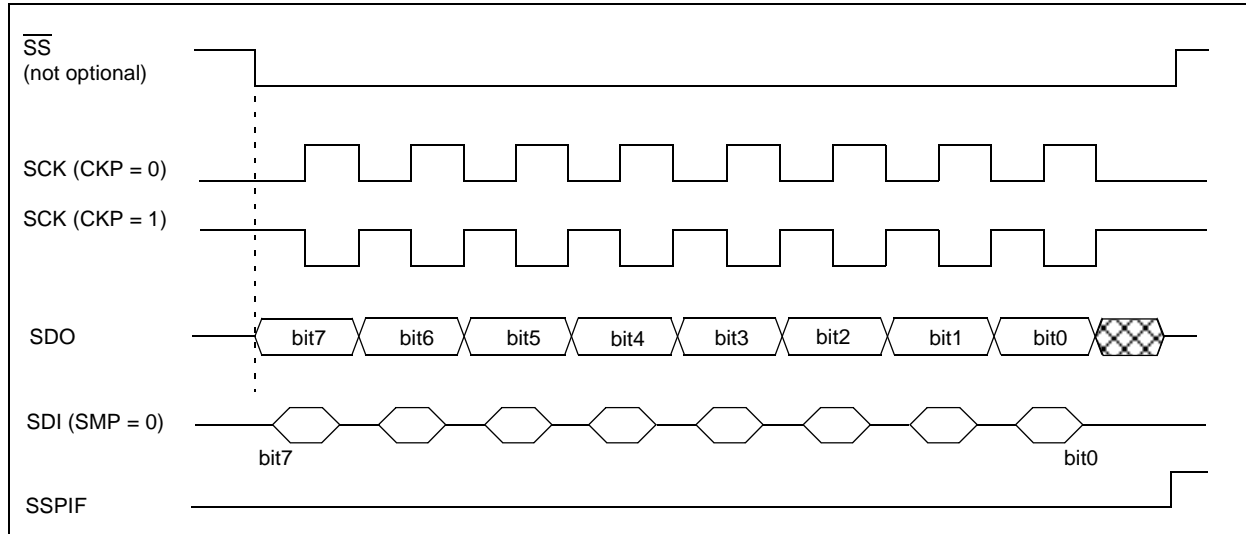 SS
(not optional)
SCK (CKP = 0)
SCK (CKP = 1)
SDO
bit7 bit6 bit5 bit4 bit3 bit2 bit1 bit0
SDI (SMP = 0)
bit7 bit0
SSPIF